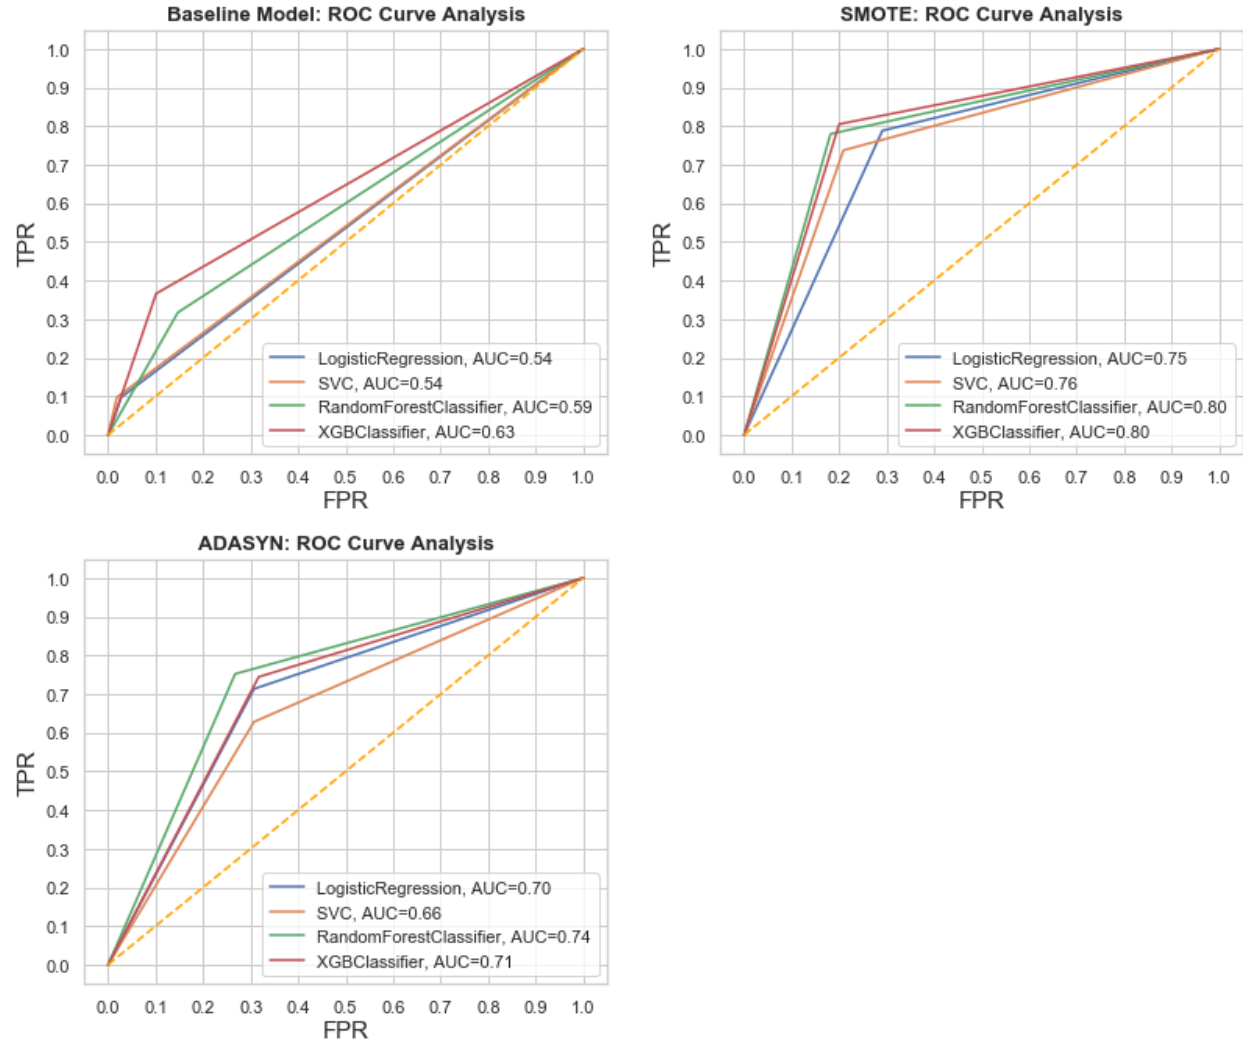 Baseline Model: ROC Curve Analysis
1.0
0.9
0.8
0.7
0.6
0.5
0.4
0.3
0.2
0.1
0.0
TPR
LogisticRegression, AUC=0.54
SVC, AUC=0.54
RandomForestClassifier, AUC=0.59
XGBClassifier, AUC=0.63
0.0 0.1 0.2 0.3 0.4 0.5 0.6 0.7 0.8 0.9 1.0
FPR
SMOTE: ROC Curve Analysis
1.0
0.9
0.8
0.7
0.6
0.5
0.4
0.3
0.2
0.1
0.0
TPR
LogisticRegression, AUC=0.75
SVC, AUC=0.76
RandomForestClassifier, AUC=0.80
XGBClassifier, AUC=0.80
0.0 0.1 0.2 0.3 0.4 0.5 0.6 0.7 0.8 0.9 1.0
FPR
ADASYN: ROC Curve Analysis
1.0
0.9
0.8
0.7
0.6
0.5
0.4
0.3
0.2
0.1
0.0
TPR
LogisticRegression, AUC=0.70
SVC, AUC=0.66
RandomForestClassifier, AUC=0.74
XGBClassifier, AUC=0.71
0.0 0.1 0.2 0.3 0.4 0.5 0.6 0.7 0.8 0.9 1.0
FPR